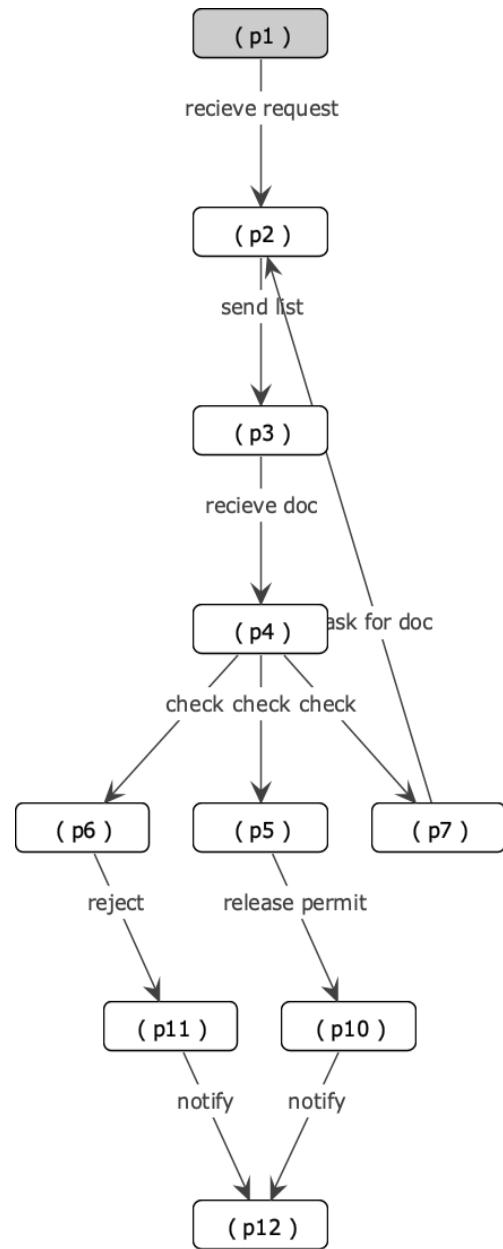 ( p1 )
recieve request
( p2 )
send list
( p3 )
recieve doc
( p4 )
ask for doc
check check check
( p6 )
( p5 )
( p7 )
reject
release permit
( p11 )
( p10 )
notify
notify
( p12 )